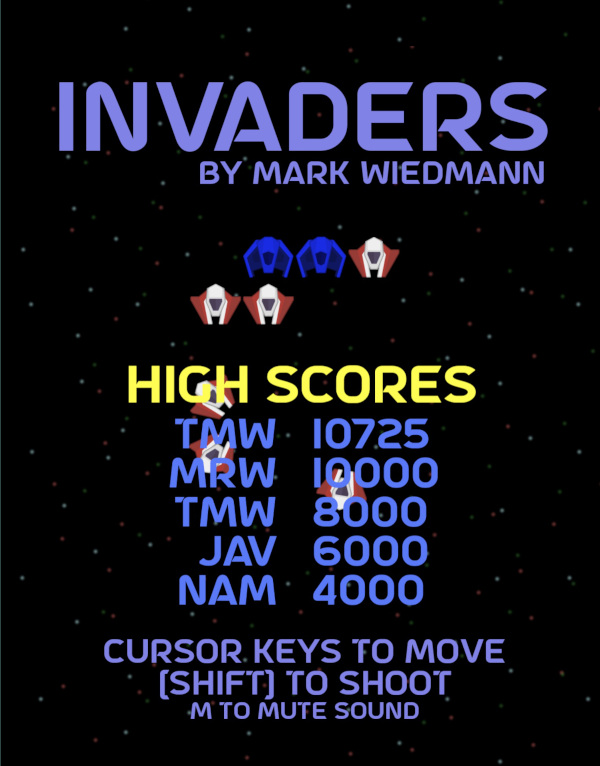 INVADERS
BY MARK WIEDMANN
HIGH SCORES
TMW 10725
MRW 10000
TMW 8000
JAV 6000
NAM 4000
CURSOR KEYS TO MOVE
[SHIFT] TO SHOOT
M TO MUTE SOUND